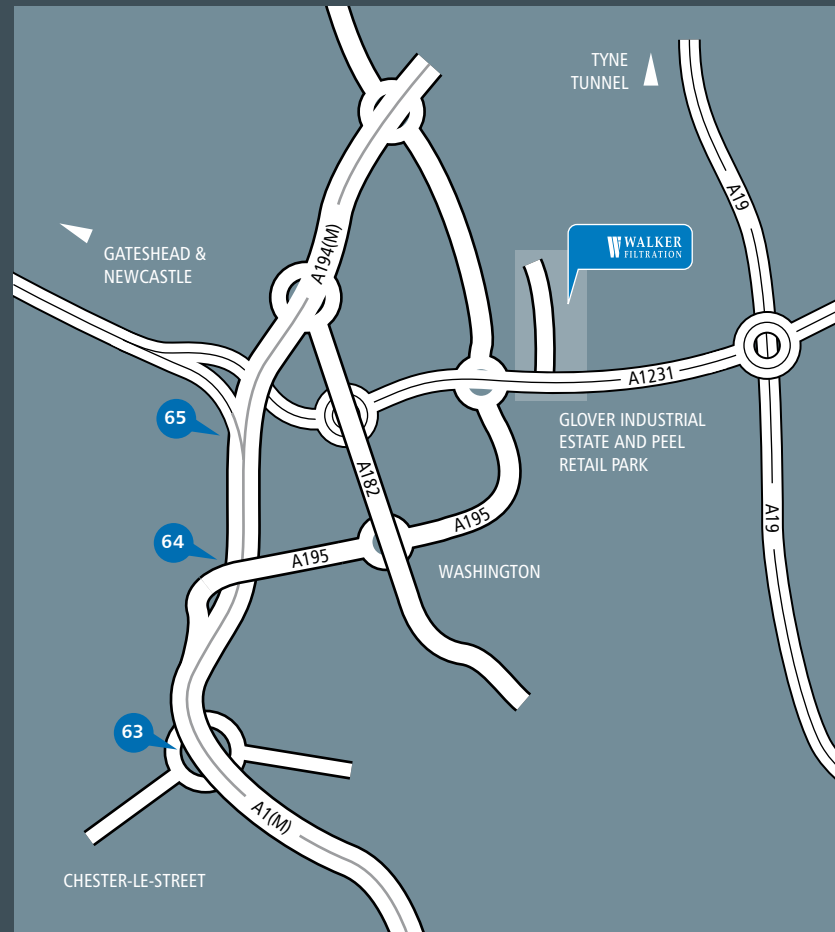 TYNE
TUNNEL
A19
GATESHEAD &
NEWCASTLE
A194(M)
WALKER
FILTRATION
A1231
65
GLOVER INDUSTRIAL
ESTATE AND PEEL
RETAIL PARK
A182
A19
64
A195
A195
WASHINGTON
63
A1(M)
CHESTER-LE-STREET